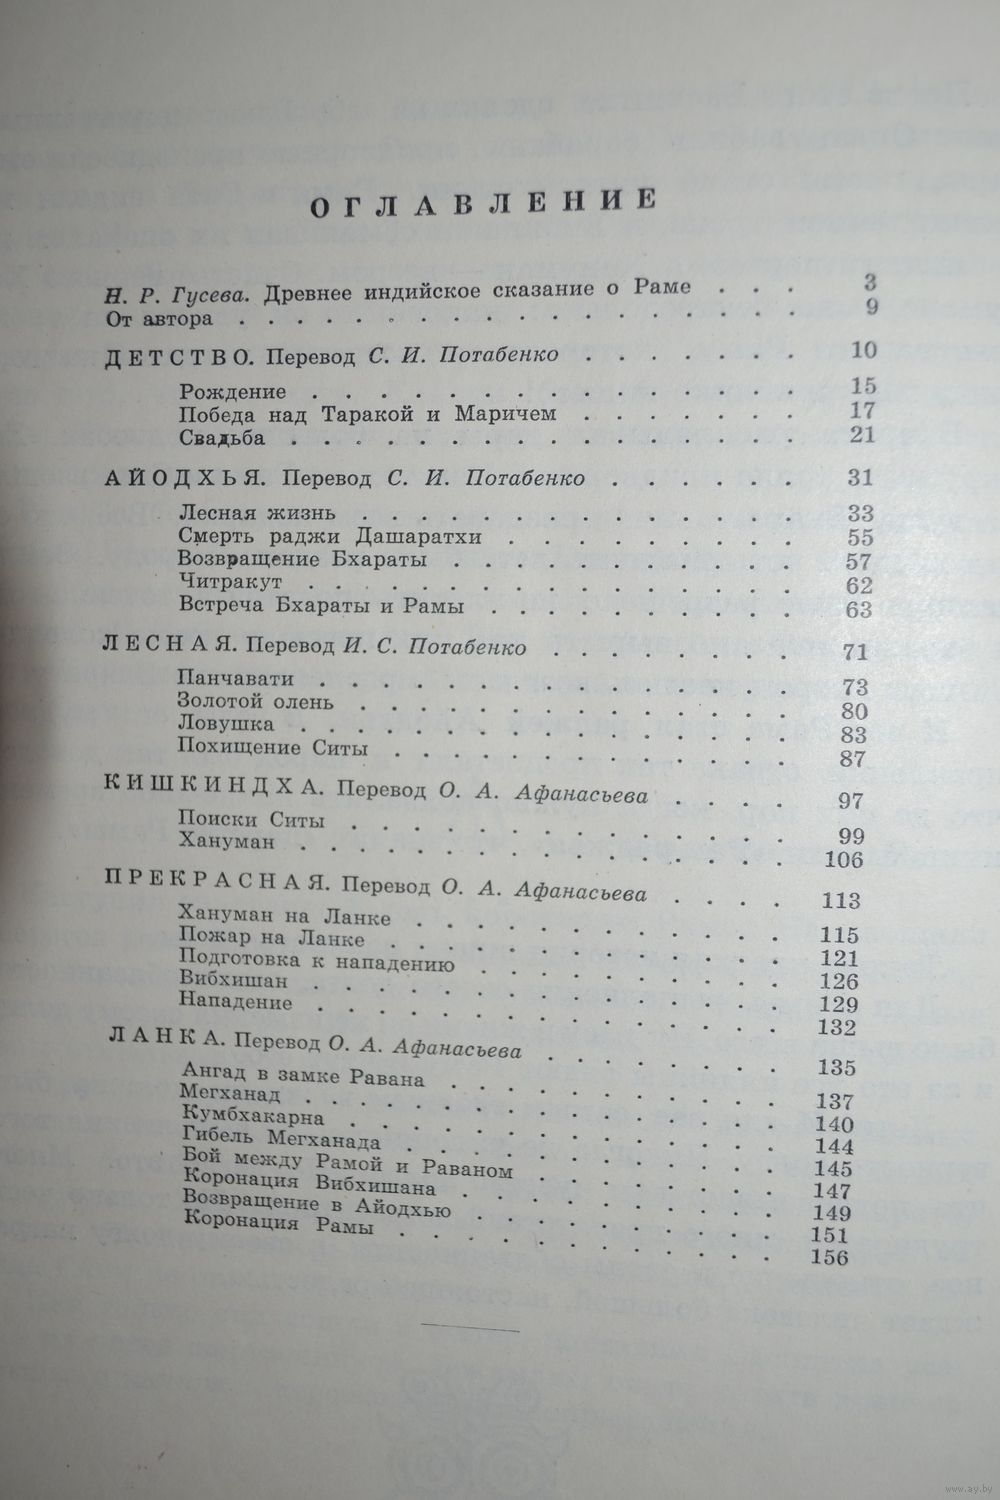 ОГЛАВЛЕНИЕ
Н. Р. Гусева. Древнее индийское сказание о Раме . . . 3
От автора . . . . . . . . . . . . . . . . . . 9
ДЕТСТВО. Перевод С. И. Потабенко . . . . . . . 10
Рождение . . . . . . . . . . . . . . . 15
Победа над Таракой и Маричем . . . . . . . 17
Свадьба . . . . . . . . . . . . . . . . 21
АЙОДХЬЯ. Перевод С. И. Потабенко . . . . . . 31
Лесная жизнь . . . . . . . . . . . . . . 33
Смерть раджи Дашаратхи . . . . . . . . . 55
Возвращение Бхараты . . . . . . . . . . . 57
Читракут . . . . . . . . . . . . . . . 62
Встреча Бхараты и Рамы . . . . . . . . . . 63
ЛЕСНАЯ. Перевод И. С. Потабенко . . . . . . . . 71
Панчавати . . . . . . . . . . . . . . . 73
Золотой олень . . . . . . . . . . . . . . 80
Ловушка . . . . . . . . . . . . . . . . 83
Похищение Ситы . . . . . . . . . . . . . 87
КИШКИНДХА. Перевод О. А. Афанасьева . . . . 97
Поиски Ситы . . . . . . . . . . . . . . 99
Хануман . . . . . . . . . . . . . . . . 106
ПРЕКРАСНАЯ. Перевод О. А. Афанасьева . . . . 113
Хануман на Ланке . . . . . . . . . . . . 115
Пожар на Ланке . . . . . . . . . . . . . 121
Подготовка к нападению . . . . . . . . . . 126
Вибхишан . . . . . . . . . . . . . . . 129
Нападение . . . . . . . . . . . . . . . 132
ЛАНКА. Перевод О. А. Афанасьева . . . . . . . . 135
Ангад в замке Равана . . . . . . . . . . . 137
Мегханад . . . . . . . . . . . . . . . 140
Кумбхакарна . . . . . . . . . . . . . . 144
Гибель Мегханада . . . . . . . . . . . . 145
Бой между Рамой и Раваном . . . . . . . . 147
Коронация Вибхишана . . . . . . . . . . . 149
Возвращение в Айодхью . . . . . . . . . . 151
Коронация Рамы . . . . . . . . . . . . . 156
www.ay.by